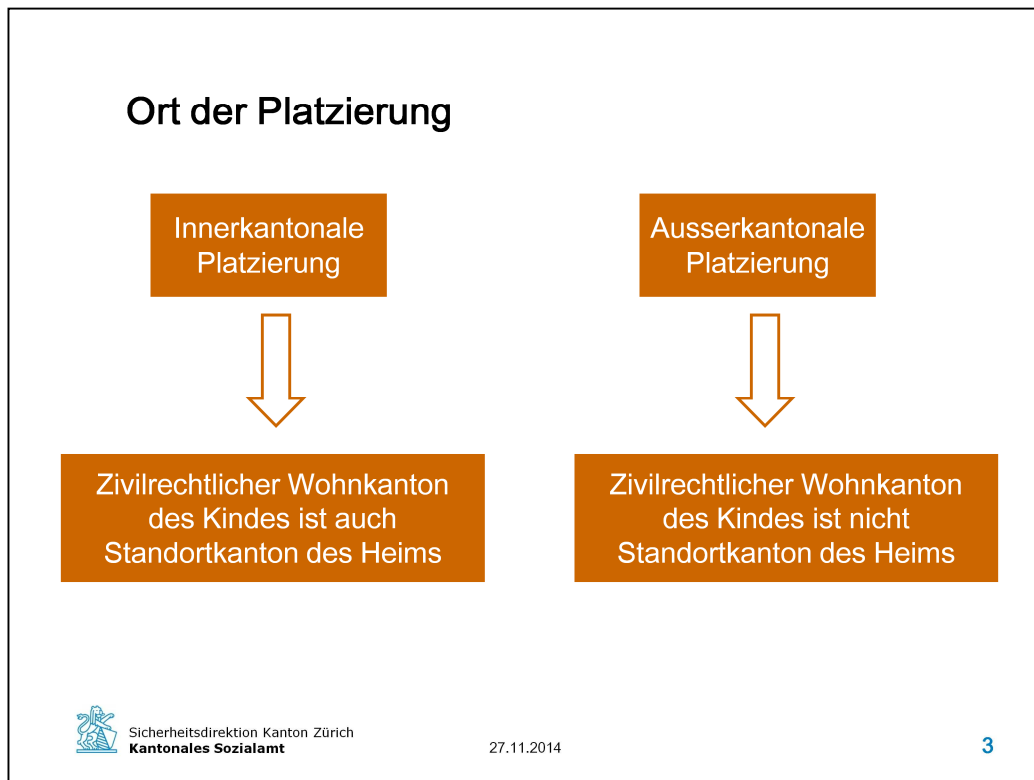 Ort der Platzierung
Innerkantonale
Platzierung
Ausserkantonale
Platzierung
Zivilrechtlicher Wohnkanton
des Kindes ist auch
Standortkanton des Heims
Zivilrechtlicher Wohnkanton
des Kindes ist nicht
Standortkanton des Heims
Sicherheitsdirektion Kanton Zürich
Kantonales Sozialamt
27.11.2014
3